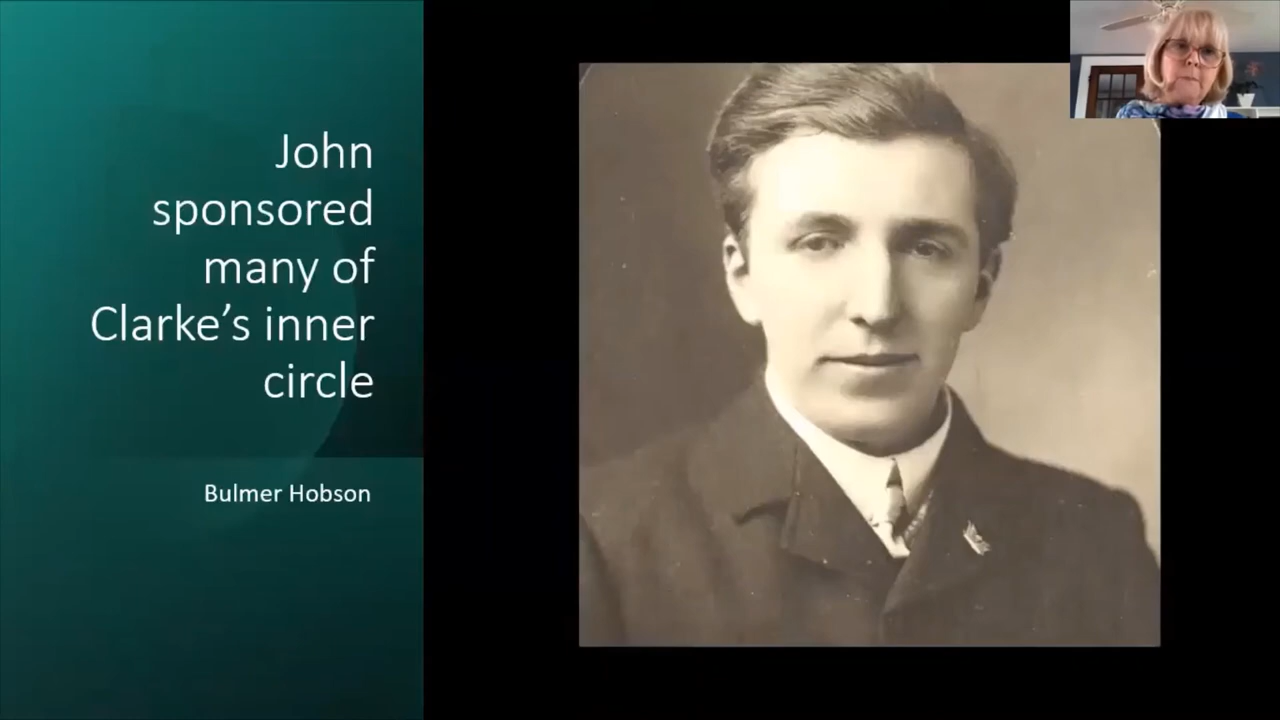 John
sponsored
many of
Clarke’s inner
circle
Bulmer Hobson